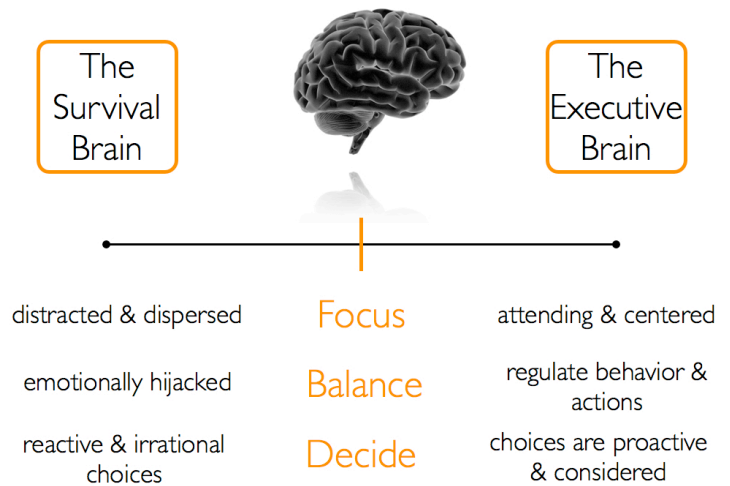 The
Survival
Brain
The
Executive
Brain
distracted & dispersed
Focus
attending & centered
emotionally hijacked
Balance
regulate behavior &
actions
reactive & irrational
choices
Decide
choices are proactive
& considered